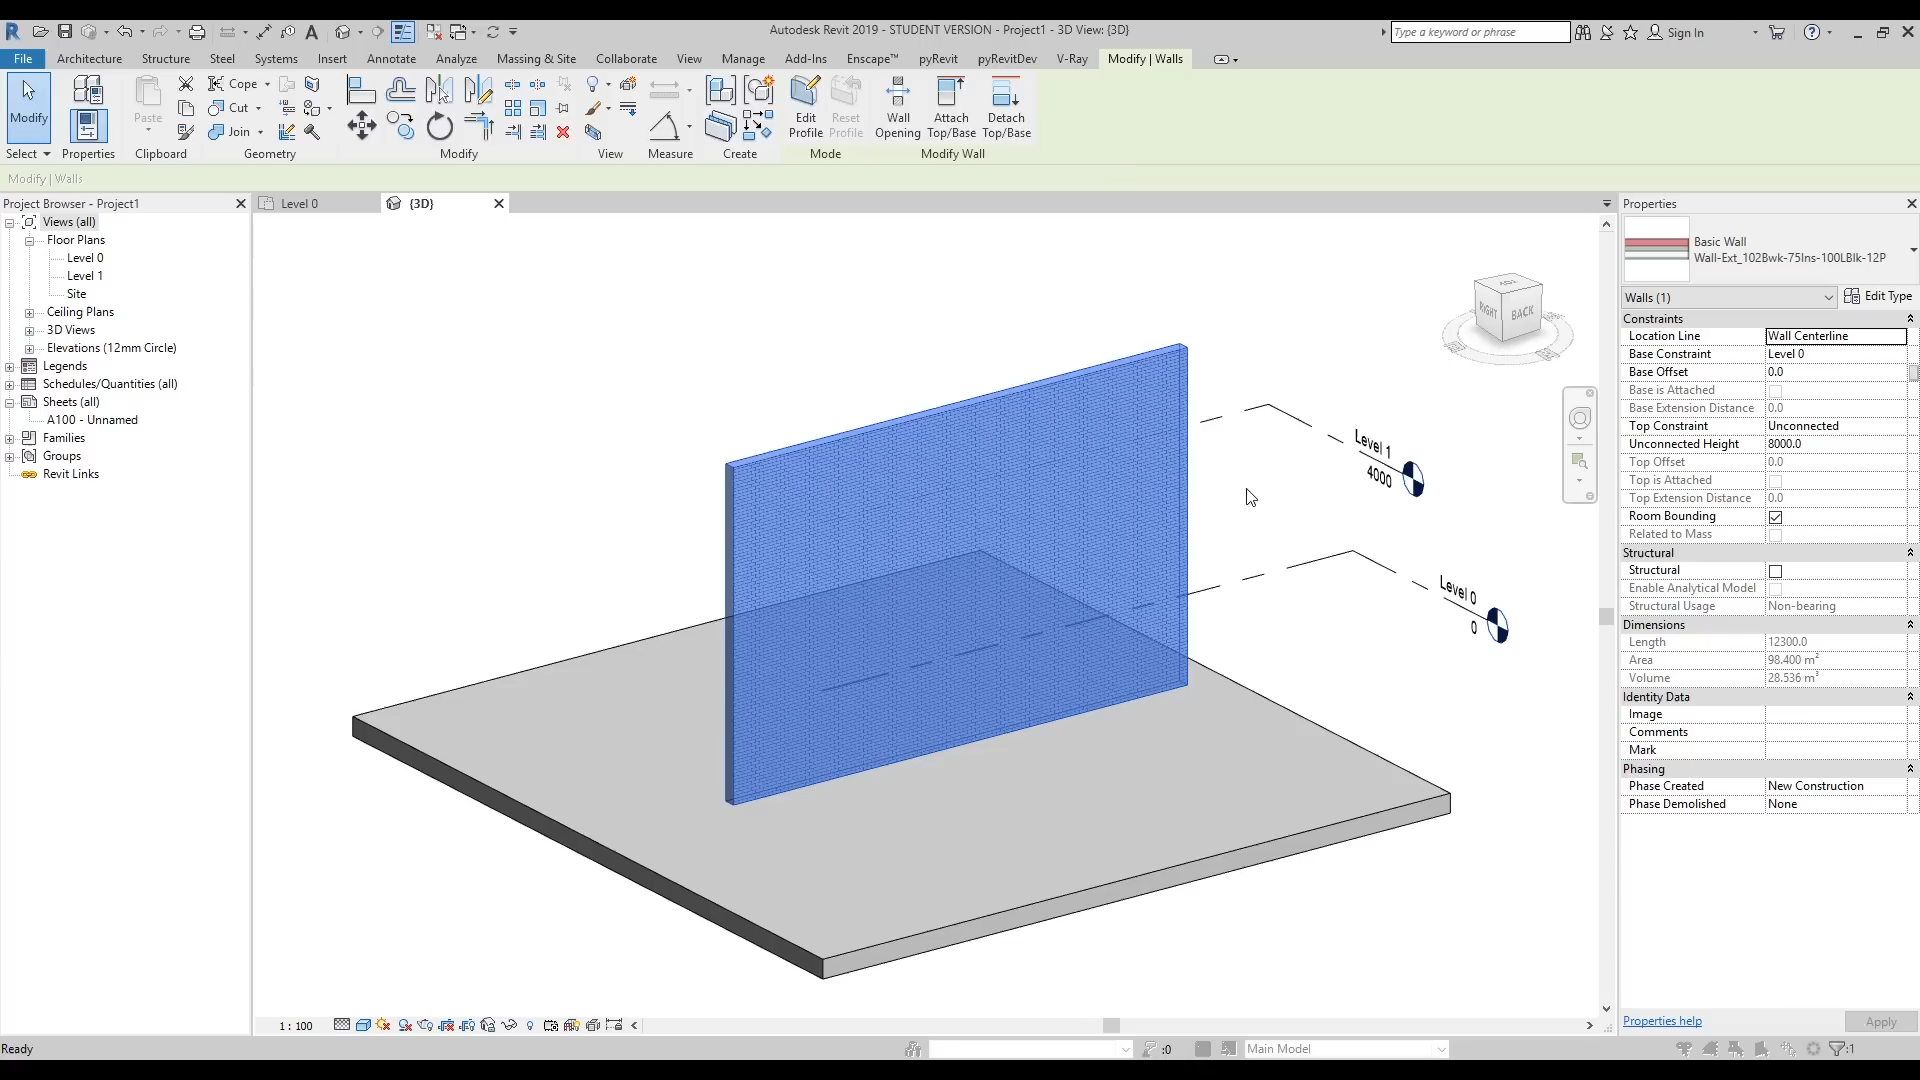 Autodesk Revit 2019 - STUDENT VERSION - Project1 - 3D View: {3D}
Type a keyword or phrase
Sign In
File Architecture Structure Steel Systems Insert Annotate Analyze Massing & Site Collaborate View Manage Add-Ins Enscape™ pyRevit pyRevitDev V-Ray Modify | Walls
Modify
Paste
Cope
Cut
Join
Edit Profile
Reset Profile
Wall Opening
Attach Top/Base
Detach Top/Base
Select Properties Clipboard Geometry Modify View Measure Create Mode Modify Wall
Modify | Walls
Project Browser - Project1
Views (all)
Floor Plans
Level 0
Level 1
Site
Ceiling Plans
3D Views
Elevations (12mm Circle)
Legends
Schedules/Quantities (all)
Sheets (all)
A100 - Unnamed
Families
Groups
Revit Links
Level 0
{3D}
TOP
RIGHT
BACK
Level 1
4000
Level 0
0
Properties
Basic Wall
Wall-Ext_102Bwk-75Ins-100LBlk-12P
Walls (1)
Edit Type
Constraints
Location Line Wall Centerline
Base Constraint Level 0
Base Offset 0.0
Base is Attached
Base Extension Distance 0.0
Top Constraint Unconnected
Unconnected Height 8000.0
Top Offset 0.0
Top is Attached
Top Extension Distance 0.0
Room Bounding
Related to Mass
Structural
Structural
Enable Analytical Model
Structural Usage Non-bearing
Dimensions
Length 12300.0
Area 98.400 m²
Volume 28.536 m³
Identity Data
Image
Comments
Mark
Phasing
Phase Created New Construction
Phase Demolished None
Properties help
Apply
1 : 100
Ready
:0
Main Model
:1